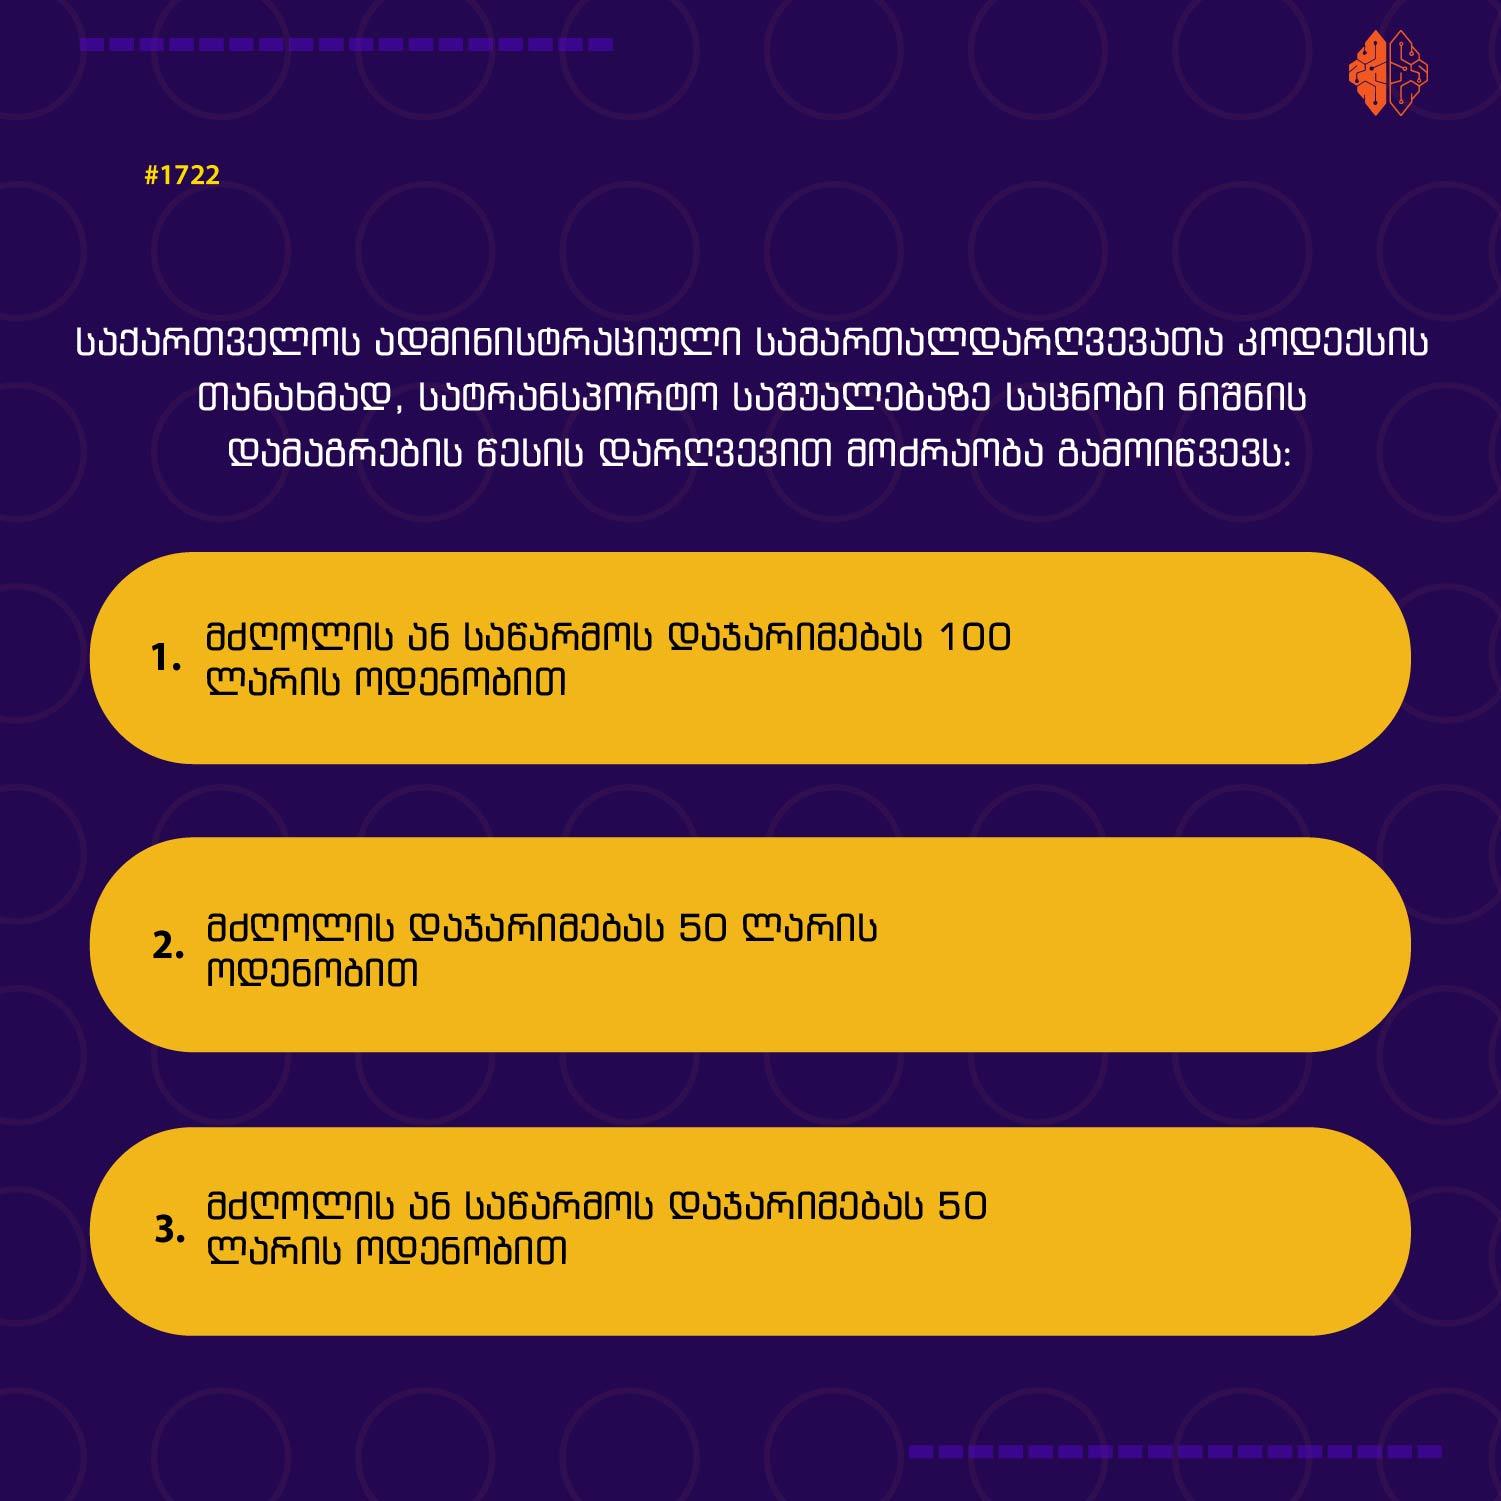 #1722
საქართველოს ადმინისტრაციული სამართალდარღვევათა კოდექსის
თანახმად, სატრანსპორტო საშუალებაზე საცნობი ნიშნის
დამაგრების წესის დარღვევით მოძრაობა გამოიწვევს:
1. მძღოლის ან საწარმოს დაჯარიმებას 100
ლარის ოდენობით
2. მძღოლის დაჯარიმებას 50 ლარის
ოდენობით
3. მძღოლის ან საწარმოს დაჯარიმებას 50
ლარის ოდენობით